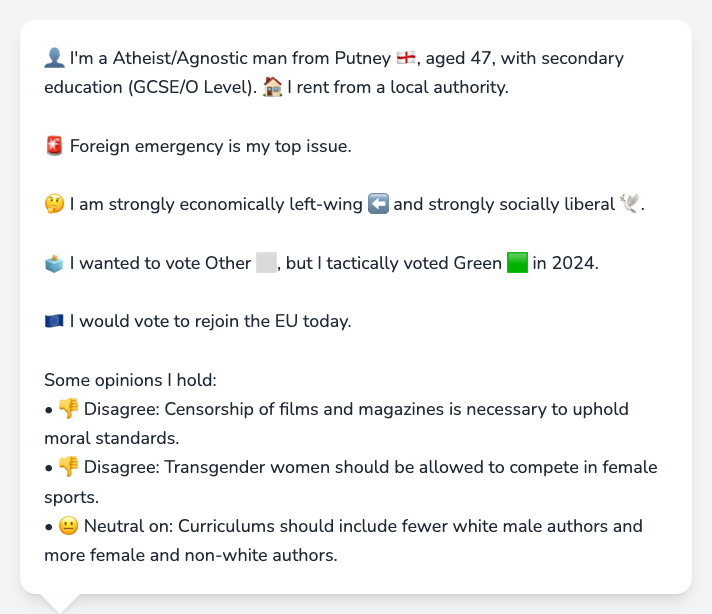 👤 I'm a Atheist/Agnostic man from Putney 🏴󠁧󠁢󠁥󠁮󠁧󠁿, aged 47, with secondary
education (GCSE/O Level). 🏠 I rent from a local authority.
🚨 Foreign emergency is my top issue.
🤔 I am strongly economically left-wing ⬅️ and strongly socially liberal 🕊️.
🗳️ I wanted to vote Other ⬜, but I tactically voted Green 🟩 in 2024.
🇪🇺 I would vote to rejoin the EU today.
Some opinions I hold:
• 👎 Disagree: Censorship of films and magazines is necessary to uphold
moral standards.
• 👎 Disagree: Transgender women should be allowed to compete in female
sports.
• 😐 Neutral on: Curriculums should include fewer white male authors and
more female and non-white authors.